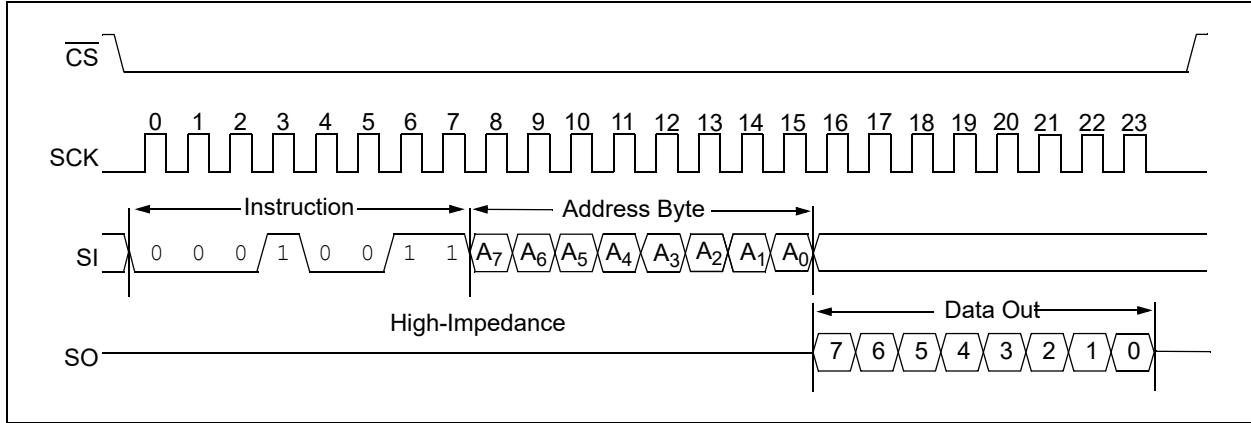 CS
0 1 2 3 4 5 6 7 8 9 10 11 12 13 14 15 16 17 18 19 20 21 22 23
SCK
Instruction Address Byte
SI 0 0 0 1 0 0 1 1 A7 A6 A5 A4 A3 A2 A1 A0
High-Impedance Data Out
SO 7 6 5 4 3 2 1 0